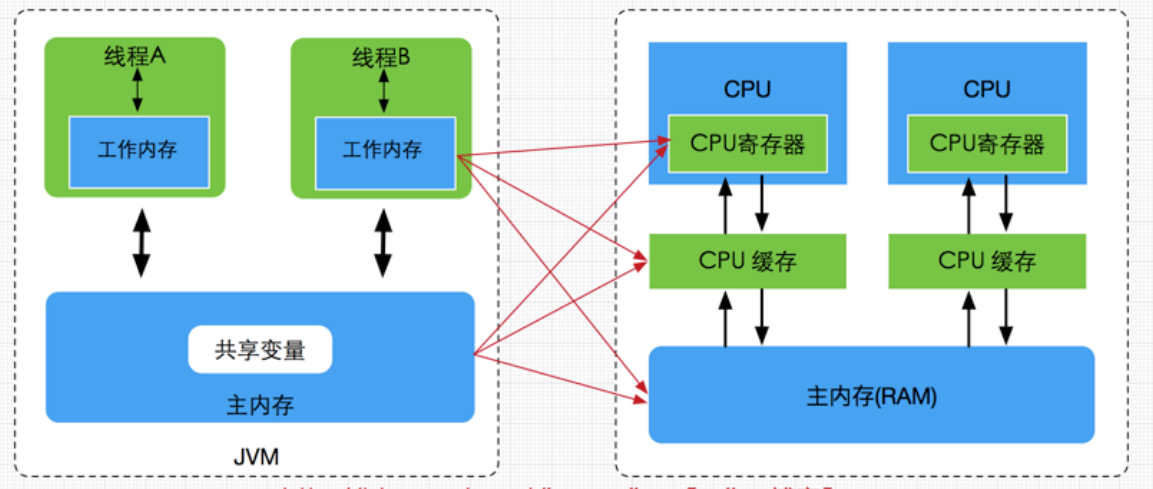 线程A
线程B
工作内存
工作内存
共享变量
主内存
JVM
CPU
CPU
CPU寄存器
CPU寄存器
CPU 缓存
CPU 缓存
主内存(RAM)